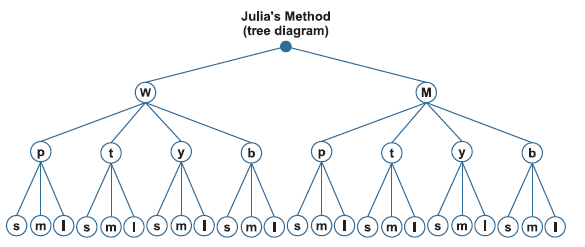 Julia's Method
(tree diagram)
W M
p t y b p t y b
s m l s m l s m l s m l s m l s m l s m l s m l